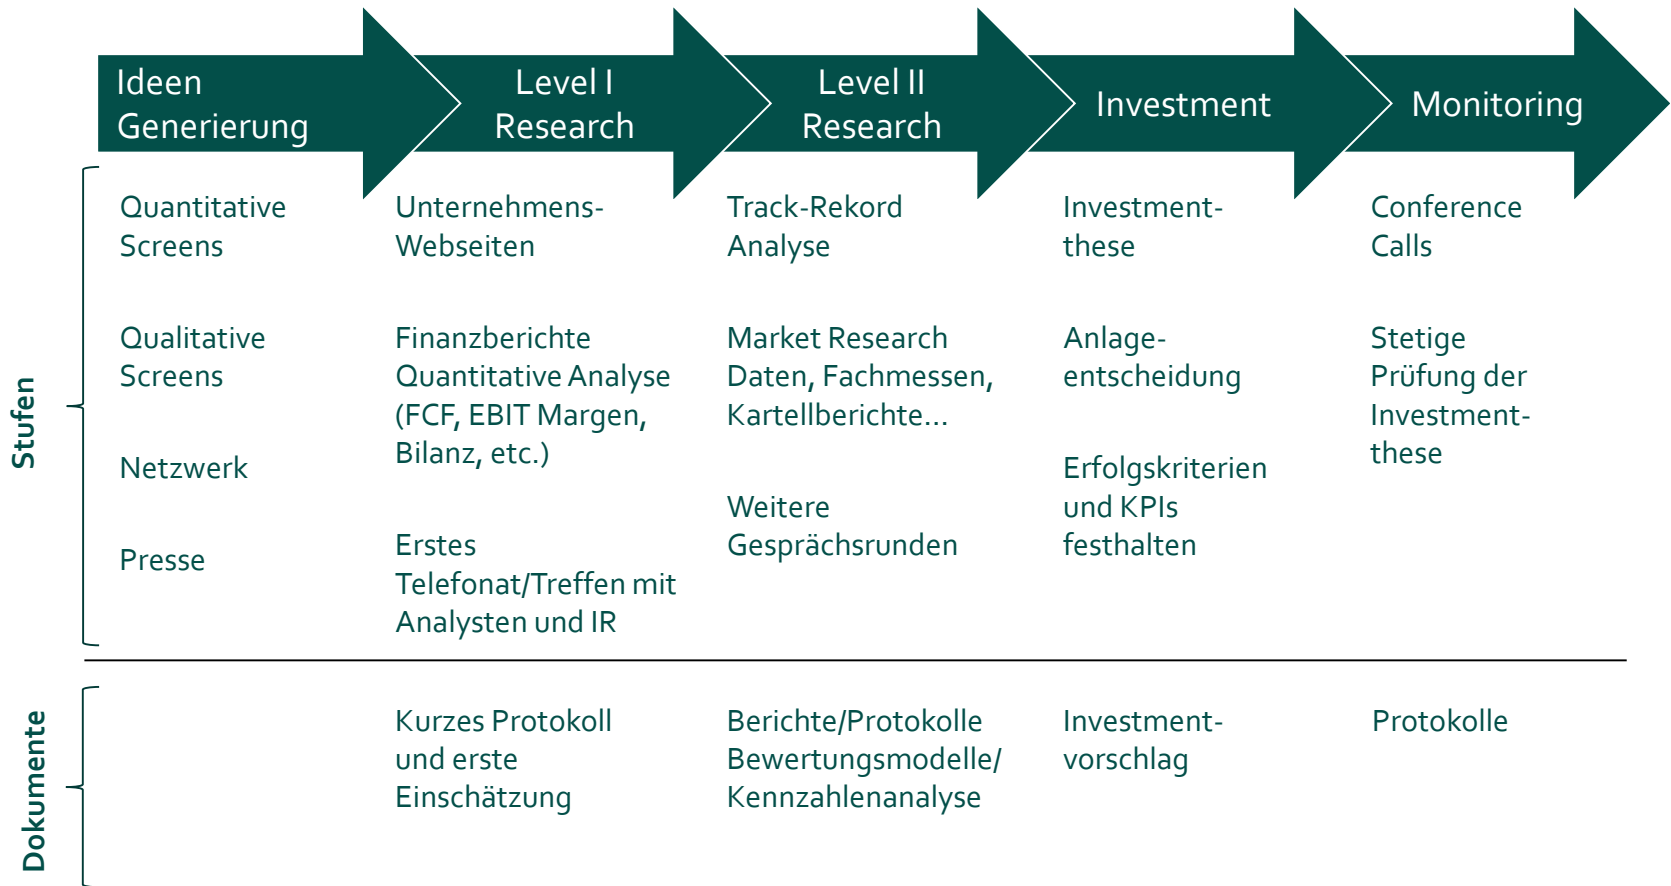 Ideen
Generierung
Level I
Research
Level II
Research
Investment
Monitoring
Stufen
Quantitative
Screens
Qualitative
Screens
Netzwerk
Presse
Unternehmens-
Webseiten
Finanzberichte
Quantitative Analyse
(FCF, EBIT Margen,
Bilanz, etc.)
Erstes
Telefonat/Treffen mit
Analysten und IR
Track-Rekord
Analyse
Market Research
Daten, Fachmessen,
Kartellberichte...
Weitere
Gesprächsrunden
Investment-
these
Anlage-
entscheidung
Erfolgskriterien
und KPIs
festhalten
Conference
Calls
Stetige
Prüfung der
Investment-
these
Dokumente
Kurzes Protokoll
und erste
Einschätzung
Berichte/Protokolle
Bewertungsmodelle/
Kennzahlenanalyse
Investment-
vorschlag
Protokolle